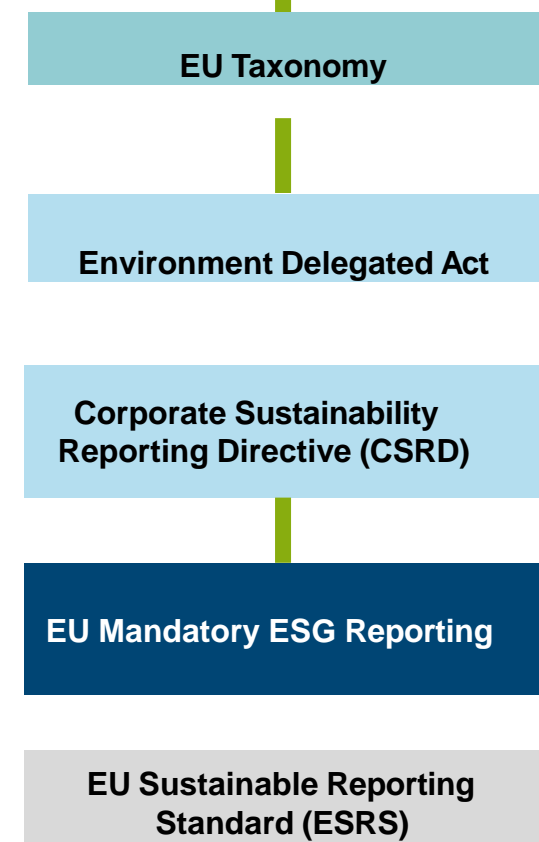 EU Taxonomy
Environment Delegated Act
Corporate Sustainability
Reporting Directive (CSRD)
EU Mandatory ESG Reporting
EU Sustainable Reporting
Standard (ESRS)